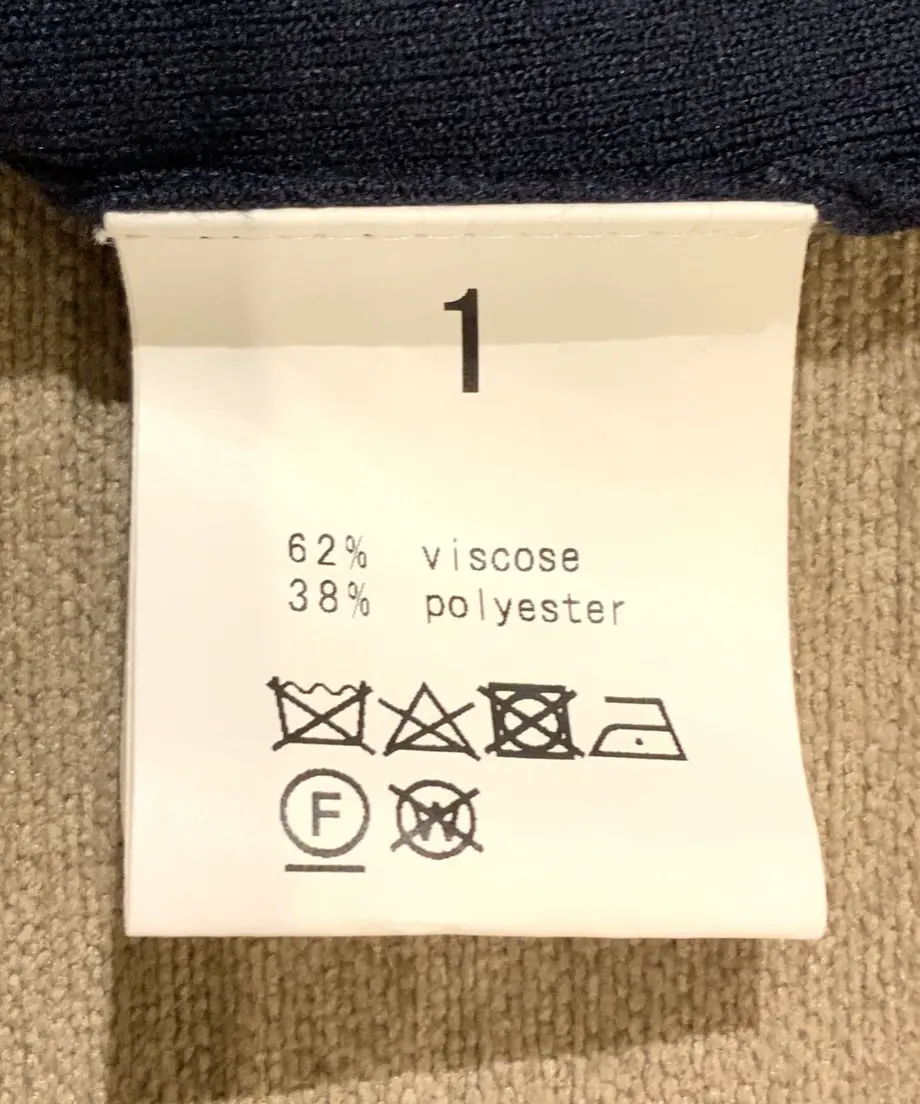 1
62% viscose
38% polyester
F W